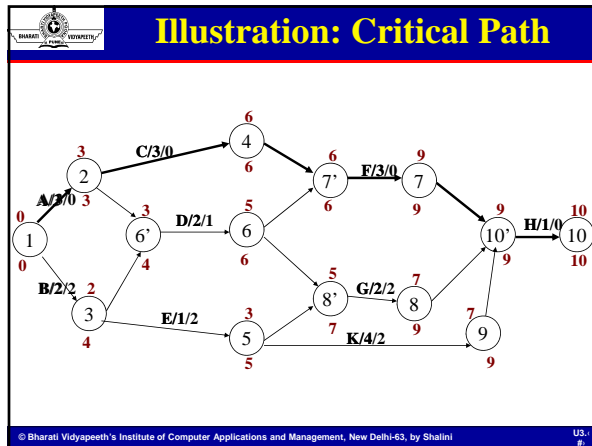 BHARATI VIDYAPEETH
PUNE
Illustration: Critical Path
6
3 C/3/0 4 6 9
2 6 7’ F/3/0 7
A/3/0 3 6 9
0 3 5 9 H/1/0 10
1 6’ D/2/1 6 10’ 10
0 4 6 9 10
B/2/2 2 5 7
3 3 8’ G/2/2 8 7
4 E/1/2 5 7 9 9
5 K/4/2 9
© Bharati Vidyapeeth’s Institute of Computer Applications and Management, New Delhi-63, by Shalini
U3.
#